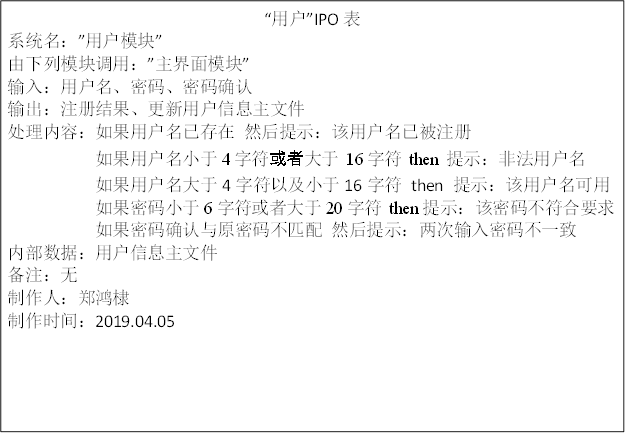 “用户”IPO 表
系统名：”用户模块”
由下列模块调用：”主界面模块”
输入：用户名、密码、密码确认
输出：注册结果、更新用户信息主文件
处理内容：如果用户名已存在 然后提示：该用户名已被注册
如果用户名小于 4 字符或者大于 16 字符 then 提示：非法用户名
如果用户名大于 4 字符以及小于 16 字符 then 提示：该用户名可用
如果密码小于 6 字符或者大于 20 字符 then 提示：该密码不符合要求
如果密码确认与原密码不匹配 然后提示：两次输入密码不一致
内部数据：用户信息主文件
备注：无
制作人：郑鸿棣
制作时间：2019.04.05